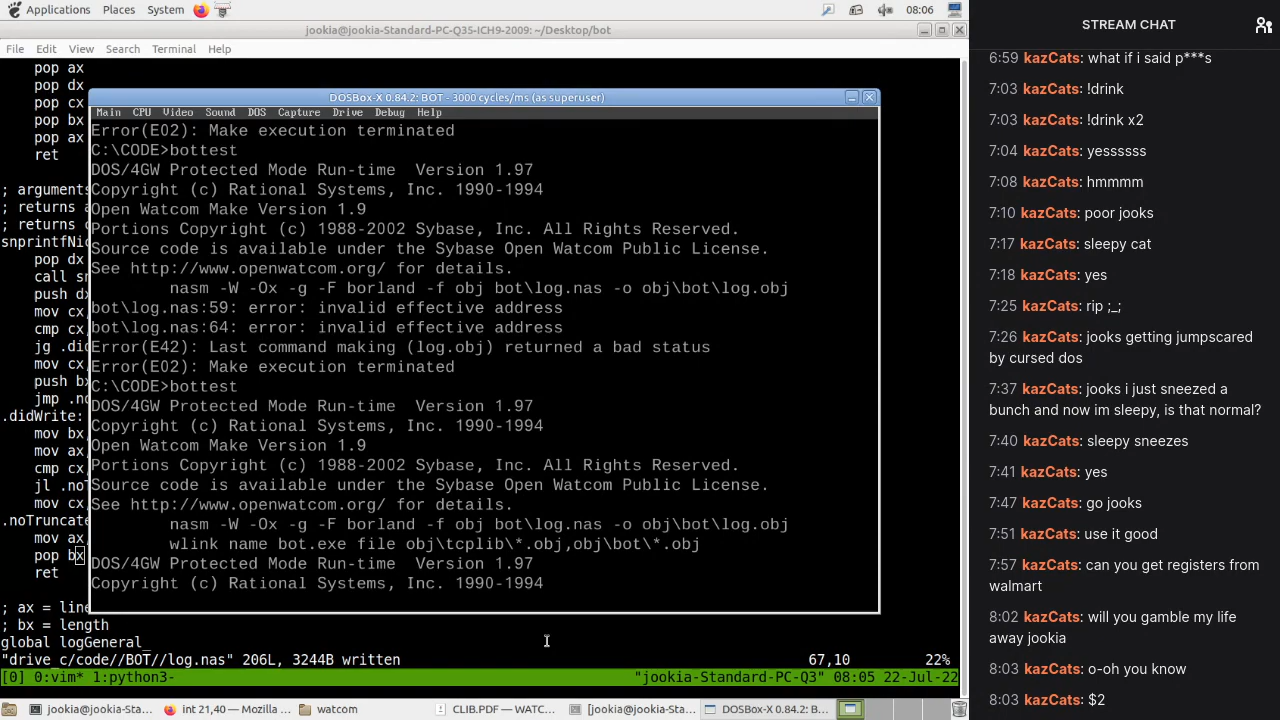 Applications Places System 08:06
jookia@jookia-Standard-PC-Q35-ICH9-2009: ~/Desktop/bot
File Edit View Search Terminal Help
pop ax
pop dx
pop cx
pop bx
pop ax
ret
; arguments
; returns
; returns
snprintfNi
pop dx
call sn
push dx
mov cx,
cmp cx,
jg .did
mov cx,
push bx
jmp .no
.didWrite:
mov bx,
mov ax,
cmp cx,
jl .noT
mov cx,
.noTruncate
mov ax,
pop bx
ret
; ax = line
; bx = length
global logGeneral_
"drive_c/code//BOT//log.nas" 206L, 3244B written 67,10 22%
[0] 0:vim* 1:python3- "jookia-Standard-PC-Q3" 08:05 22-Jul-22
DOSBox-X 0.84.2: BOT - 3000 cycles/ms (as superuser)
Main CPU Video Sound DOS Capture Drive Debug Help
Error(E02): Make execution terminated
C:\CODE>bottest
DOS/4GW Protected Mode Run-time Version 1.97
Copyright (c) Rational Systems, Inc. 1990-1994
Open Watcom Make Version 1.9
Portions Copyright (c) 1988-2002 Sybase, Inc. All Rights Reserved.
Source code is available under the Sybase Open Watcom Public License.
See http://www.openwatcom.org/ for details.
nasm -W -Ox -g -F borland -f obj bot\log.nas -o obj\bot\log.obj
bot\log.nas:59: error: invalid effective address
bot\log.nas:64: error: invalid effective address
Error(E42): Last command making (log.obj) returned a bad status
Error(E02): Make execution terminated
C:\CODE>bottest
DOS/4GW Protected Mode Run-time Version 1.97
Copyright (c) Rational Systems, Inc. 1990-1994
Open Watcom Make Version 1.9
Portions Copyright (c) 1988-2002 Sybase, Inc. All Rights Reserved.
Source code is available under the Sybase Open Watcom Public License.
See http://www.openwatcom.org/ for details.
nasm -W -Ox -g -F borland -f obj bot\log.nas -o obj\bot\log.obj
wlink name bot.exe file obj\tcplib\*.obj,obj\bot\*.obj
DOS/4GW Protected Mode Run-time Version 1.97
Copyright (c) Rational Systems, Inc. 1990-1994
jookia@jookia-Sta... int 21,40 — Mozilla ... watcom CLIB.PDF — WATC... [jookia@jookia-Sta... DOSBox-X 0.84.2: B...
STREAM CHAT
6:59 kazCats: what if i said p***s
7:03 kazCats: !drink
7:03 kazCats: !drink x2
7:04 kazCats: yessssss
7:08 kazCats: hmmmm
7:10 kazCats: poor jooks
7:17 kazCats: sleepy cat
7:18 kazCats: yes
7:25 kazCats: rip ;_;
7:26 kazCats: jooks getting jumpscared
by cursed dos
7:37 kazCats: jooks i just sneezed a
bunch and now im sleepy, is that normal?
7:40 kazCats: sleepy sneezes
7:41 kazCats: yes
7:47 kazCats: go jooks
7:51 kazCats: use it good
7:57 kazCats: can you get registers from
walmart
8:02 kazCats: will you gamble my life
away jookia
8:03 kazCats: o-oh you know
8:03 kazCats: $2